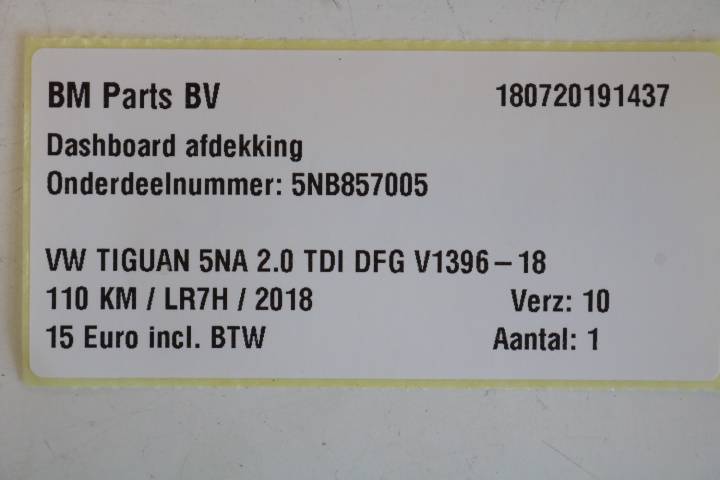 BM Parts BV 180720191437
Dashboard afdekking
Onderdeelnummer: 5NB857005
VW TIGUAN 5NA 2.0 TDI DFG V1396-18
110 KM / LR7H / 2018 Verz: 10
15 Euro incl. BTW Aantal: 1